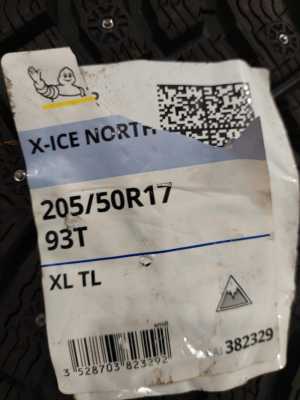 X-ICE NORTH
205/50R17
93T
XL TL
382329
3 528703 823292